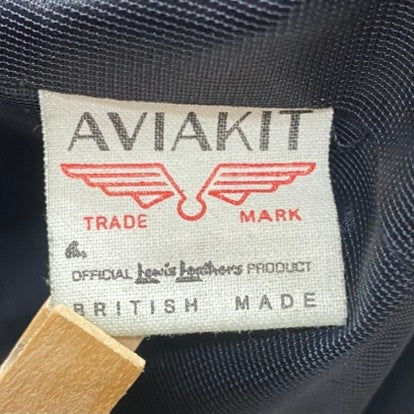 AVIAKIT
TRADE MARK
OFFICIAL Lewis Leathers PRODUCT
BRITISH MADE